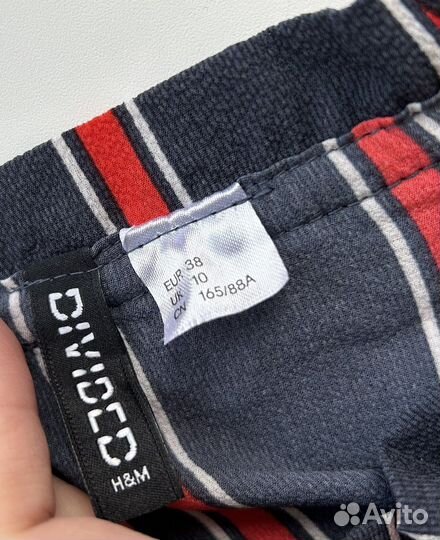 EUR 38
UK 10
CN 165/88A
DIVIDED
H&M
Avito